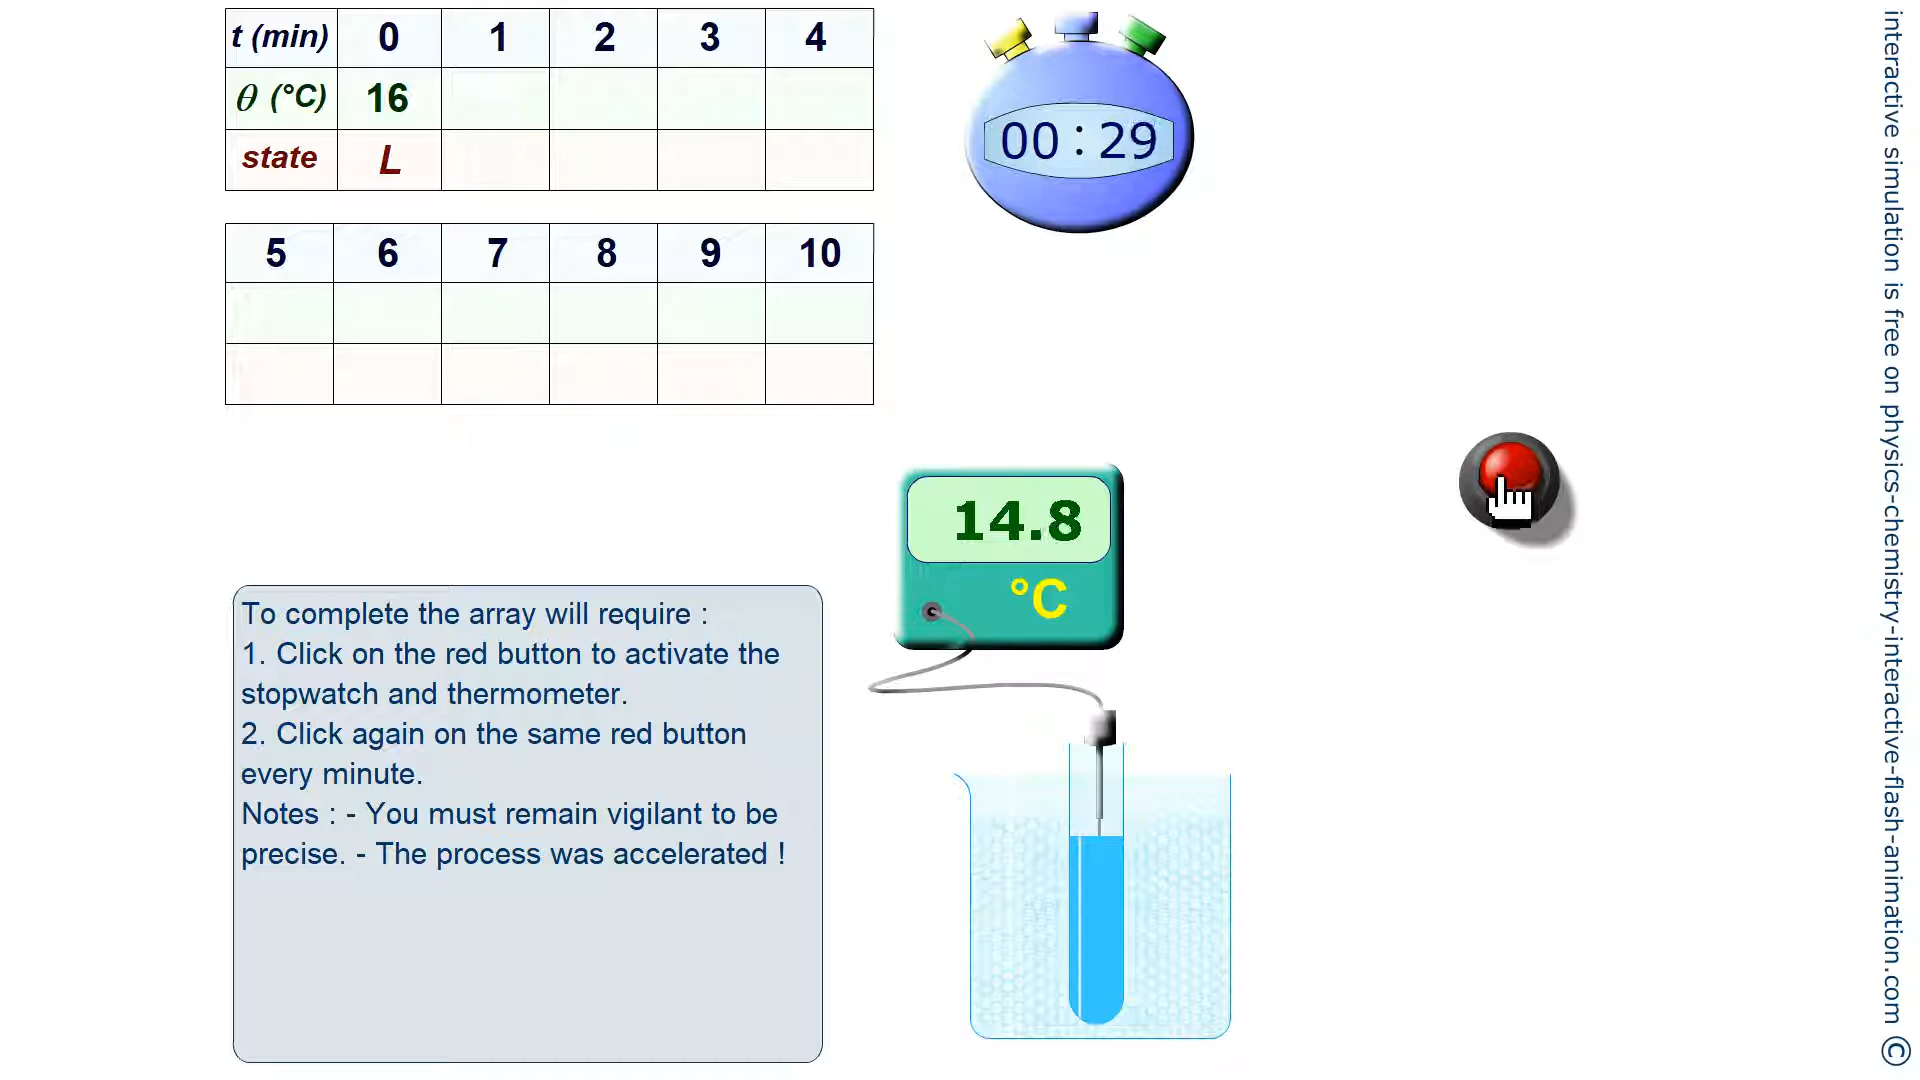 t (min) 0 1 2 3 4
θ (°C) 16
state L
5 6 7 8 9 10
00 : 29
14.8
°C
To complete the array will require :
1. Click on the red button to activate the
stopwatch and thermometer.
2. Click again on the same red button
every minute.
Notes : - You must remain vigilant to be
precise. - The process was accelerated !
interactive simulation is free on physics-chemistry-interactive-flash-animation.com ©